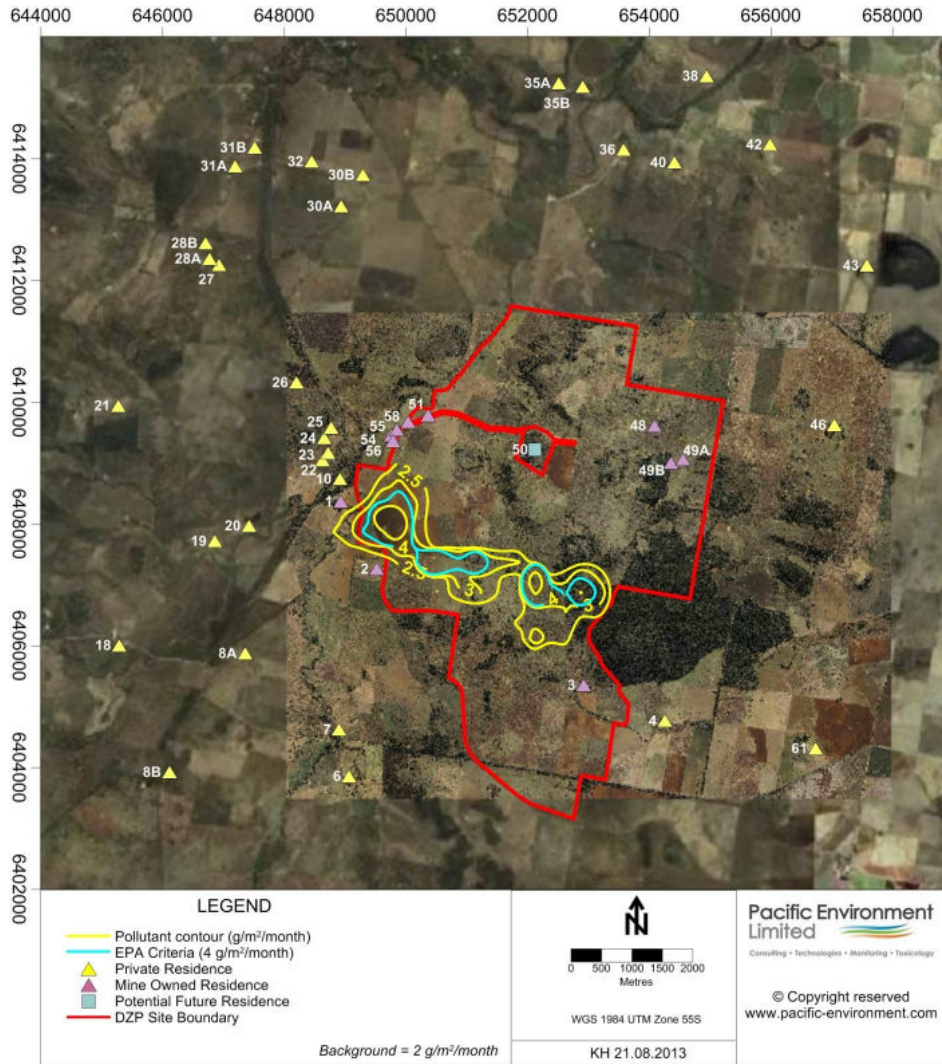 644000 646000 648000 650000 652000 654000 656000 658000
6414000
6412000
6410000
6408000
6406000
6404000
6402000
35A
35B
38
31B
31A
32
30B
30A
36
40
42
28B
28A
27
43
26
21
51
58
55
54
56
25
24
23
22
10
1
50
48
49A
49B
46
2.5
20
19
4
2.5
3
2
4
3
18
8A
3
7
4
61
8B
6
LEGEND
Pollutant contour (g/m²/month)
EPA Criteria (4 g/m²/month)
Private Residence
Mine Owned Residence
Potential Future Residence
DZP Site Boundary
Background = 2 g/m²/month
N
0 500 1000 1500 2000
Metres
WGS 1984 UTM Zone 55S
KH 21.08.2013
Pacific Environment
Limited
Consulting • Technologies • Monitoring • Toxicology
© Copyright reserved
www.pacific-environment.com